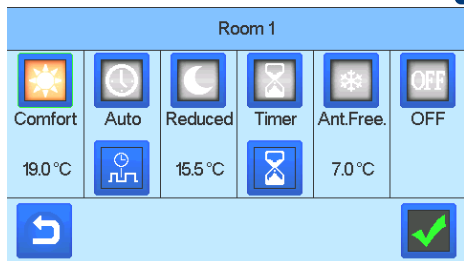 Room 1
OFF
Comfort Auto Reduced Timer Ant.Free. OFF
19.0 °C 15.5 °C 7.0 °C